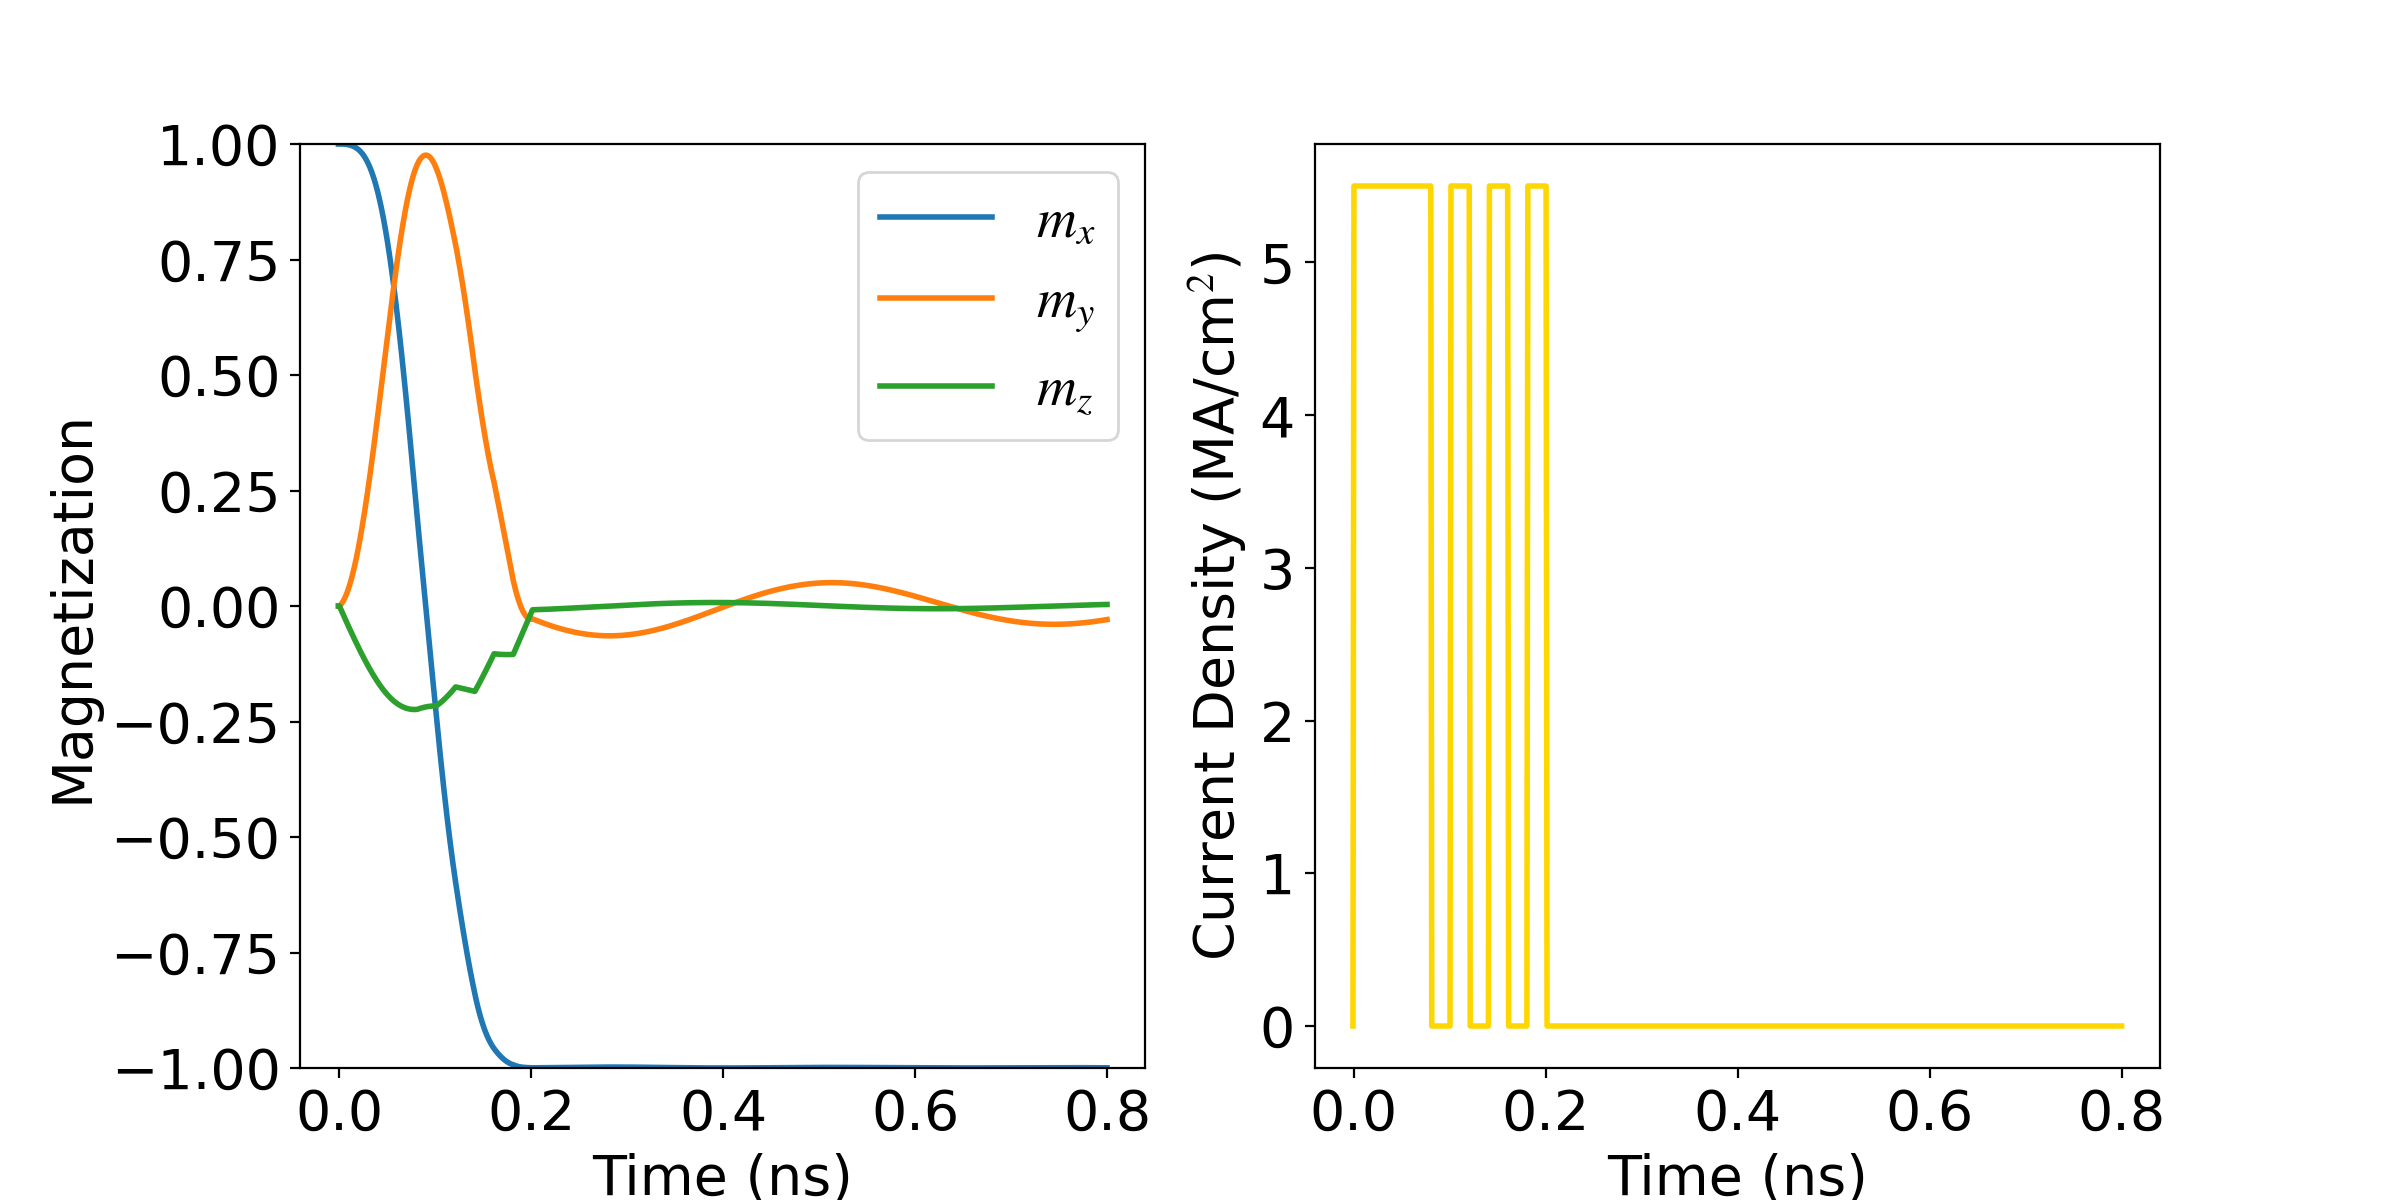 Magnetization
1.00
0.75
0.50
0.25
0.00
−0.25
−0.50
−0.75
−1.00
0.0 0.2 0.4 0.6 0.8
Time (ns)
m_x
m_y
m_z
Current Density (MA/cm²)
5
4
3
2
1
0
0.0 0.2 0.4 0.6 0.8
Time (ns)